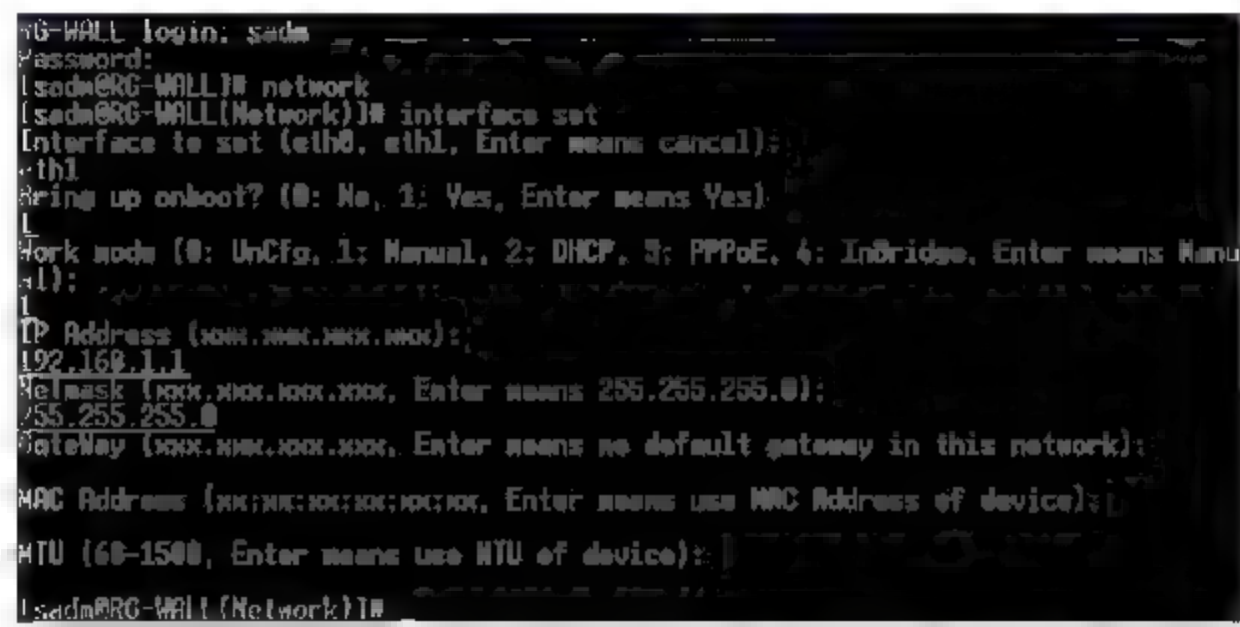 RG-WALL login: sadm
Password:
[sadm@RG-WALL]# network
[sadm@RG-WALL(Network)]# interface set
Interface to set (eth0, eth1, Enter means cancel):
eth1
Bring up onboot? (0: No, 1: Yes, Enter means Yes)
1
Work mode (0: UnCfg, 1: Manual, 2: DHCP, 3: PPPoE, 4: InBridge, Enter means Manu
al):
1
IP Address (xxx.xxx.xxx.xxx):
192.168.1.1
Netmask (xxx.xxx.xxx.xxx, Enter means 255.255.255.0):
255.255.255.0
GateWay (xxx.xxx.xxx.xxx, Enter means no default gateway in this network):
MAC Address (xx:xx:xx:xx:xx:xx, Enter means use MAC Address of device):
MTU (68-1500, Enter means use MTU of device):
[sadm@RG-WALL(Network)]#